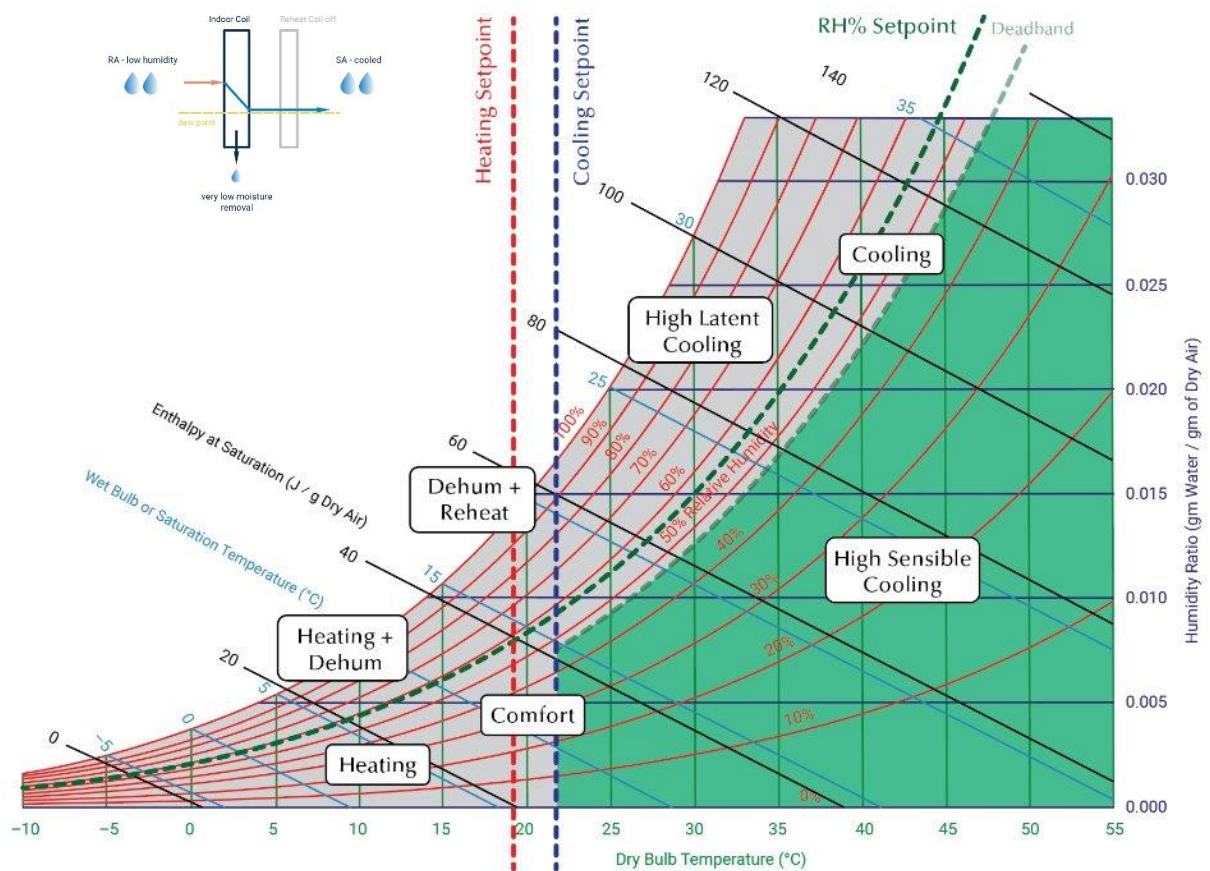 Indoor Coil
Reheat Coil off
RA - low humidity
SA - cooled
dew point
very low moisture
removal
Heating Setpoint
Cooling Setpoint
RH% Setpoint
Deadband
120
140
35
100
30
80
25
60
40
15
20
5
0
0
-5
Enthalpy at Saturation (J / g Dry Air)
Wet Bulb or Saturation Temperature (°C)
Cooling
High Latent
Cooling
Dehum +
Reheat
High Sensible
Cooling
Heating +
Dehum
Comfort
Heating
100%
90%
80%
70%
60%
50% Relative Humidity
40%
30%
20%
10%
0%
0.030
0.025
0.020
0.015
0.010
0.005
0.000
Humidity Ratio (gm Water / gm of Dry Air)
−10
−5
0
5
10
15
20
25
30
35
40
45
50
55
Dry Bulb Temperature (°C)